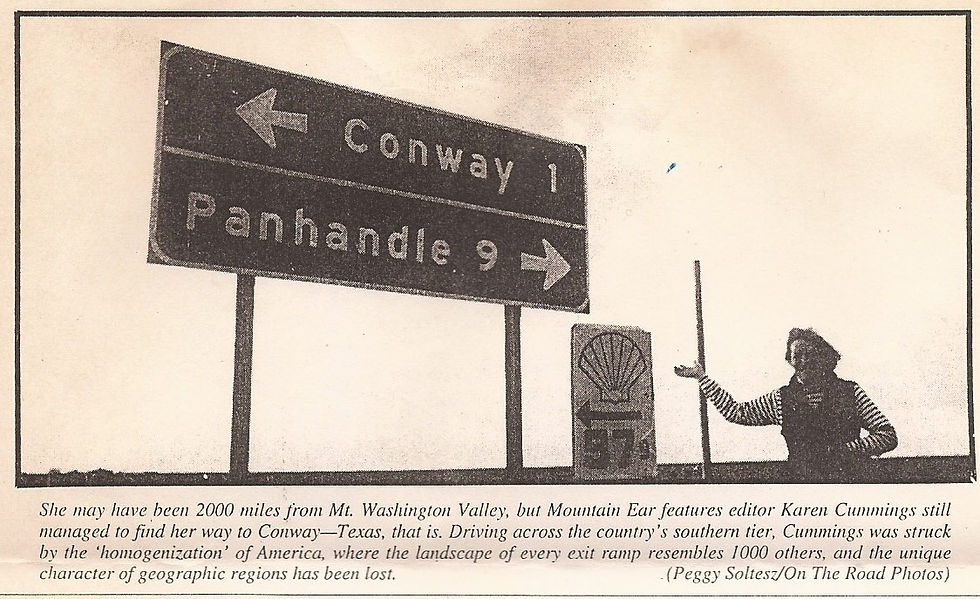 Conway 1
Panhandle 9
57
She may have been 2000 miles from Mt. Washington Valley, but Mountain Ear features editor Karen Cummings still
managed to find her way to Conway—Texas, that is. Driving across the country's southern tier, Cummings was struck
by the 'homogenization' of America, where the landscape of every exit ramp resembles 1000 others, and the unique
character of geographic regions has been lost. (Peggy Soltesz/On The Road Photos)